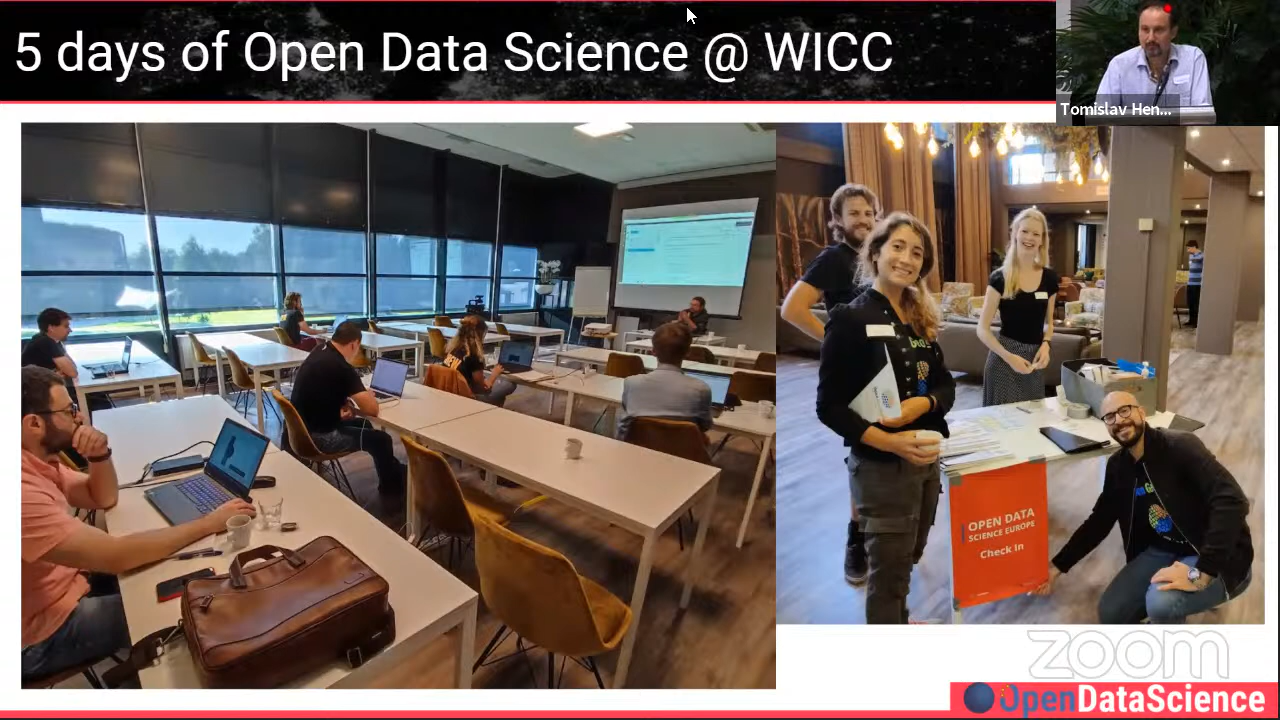 5 days of Open Data Science @ WICC
Tomislav Hen...
OPEN DATA
SCIENCE EUROPE
Check in
zoom
OpenDataScience